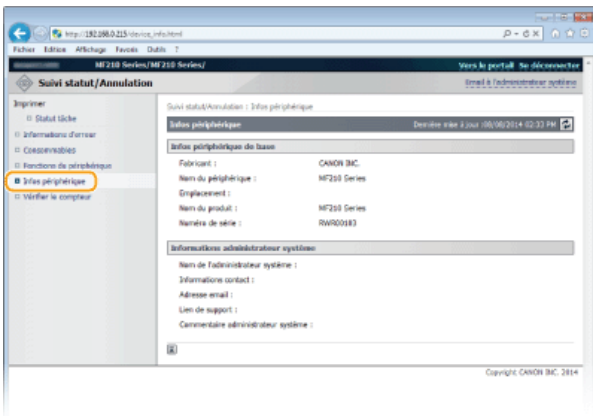 http://192.168.0.215/device_info.html
Fichier Edition Affichage Favoris Outils ?
MF210 Series/MF210 Series/ Vers le portail Se déconnecter
Suivi statut/Annulation Email à l'administrateur système
Imprimer
Statut tâche
Informations d'erreur
Consommables
Fonctions de périphérique
Infos périphérique
Vérifier le compteur
Suivi statut/Annulation : Infos périphérique
Infos périphérique Dernière mise à jour :08/08/2014 02:33 PM
Infos périphérique de base
Fabricant : CANON INC.
Nom du périphérique : MF210 Series
Emplacement :
Nom du produit : MF210 Series
Numéro de série : RWR00183
Informations administrateur système
Nom de l'administrateur système :
Informations contact :
Adresse email :
Lien de support :
Commentaire administrateur système :
Copyright CANON INC. 2014